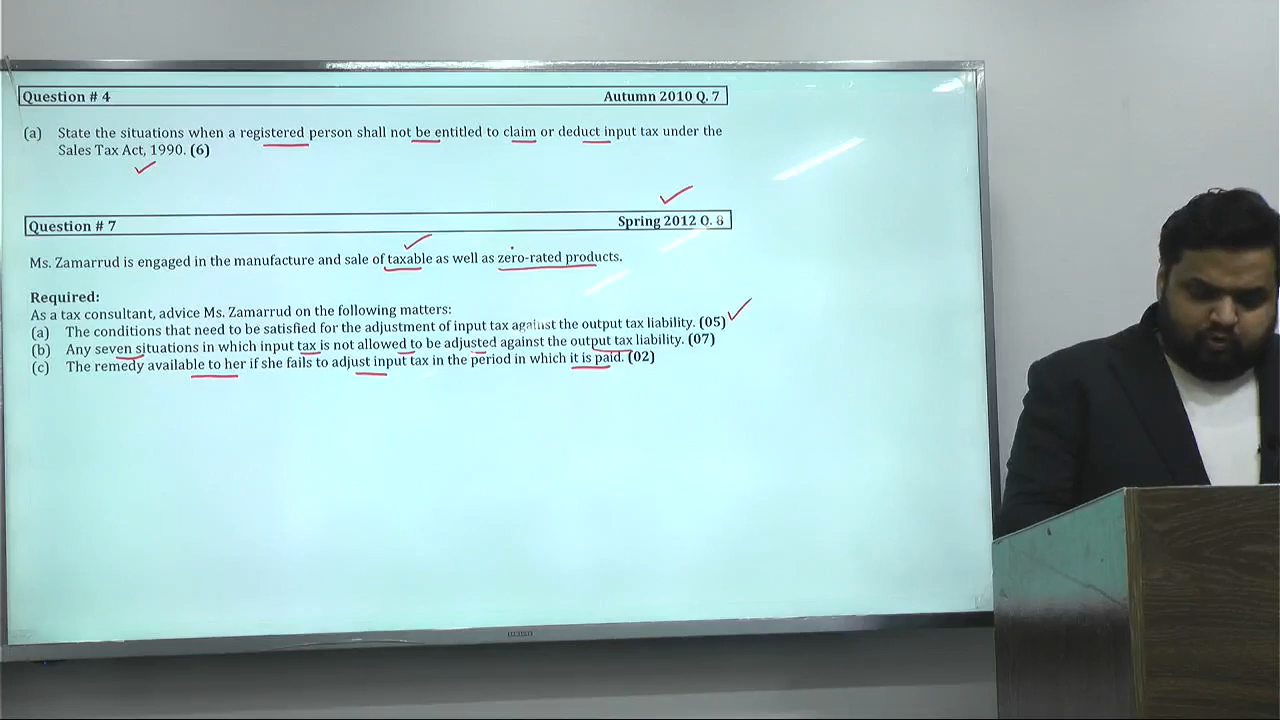 Question # 4 Autumn 2010 Q. 7
(a) State the situations when a registered person shall not be entitled to claim or deduct input tax under the
Sales Tax Act, 1990. (6)
Question # 7 Spring 2012 Q. 8
Ms. Zamarrud is engaged in the manufacture and sale of taxable as well as zero-rated products.
Required:
As a tax consultant, advice Ms. Zamarrud on the following matters:
(a) The conditions that need to be satisfied for the adjustment of input tax against the output tax liability. (05)
(b) Any seven situations in which input tax is not allowed to be adjusted against the output tax liability. (07)
(c) The remedy available to her if she fails to adjust input tax in the period in which it is paid. (02)
SAMSUNG